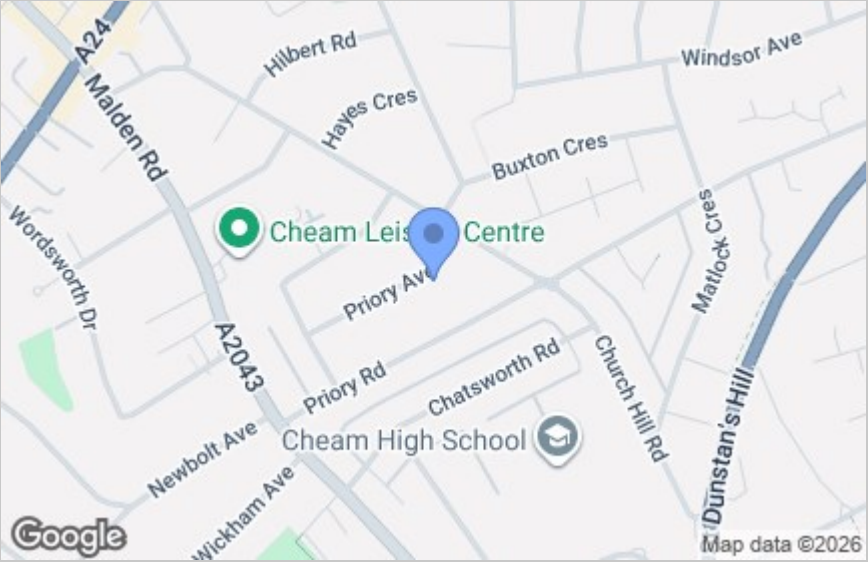 A24
Hilbert Rd
Windsor Ave
Malden Rd
Hayes Cres
Buxton Cres
Cheam Leis Centre
Wordsworth Dr
Matlock Cres
Priory Ave
A2043
Priory Rd
Chatsworth Rd
Church Hill Rd
St Dunstan's Hill
Newbolt Ave
Cheam High School
Wickham Ave
Google
Map data ©2026